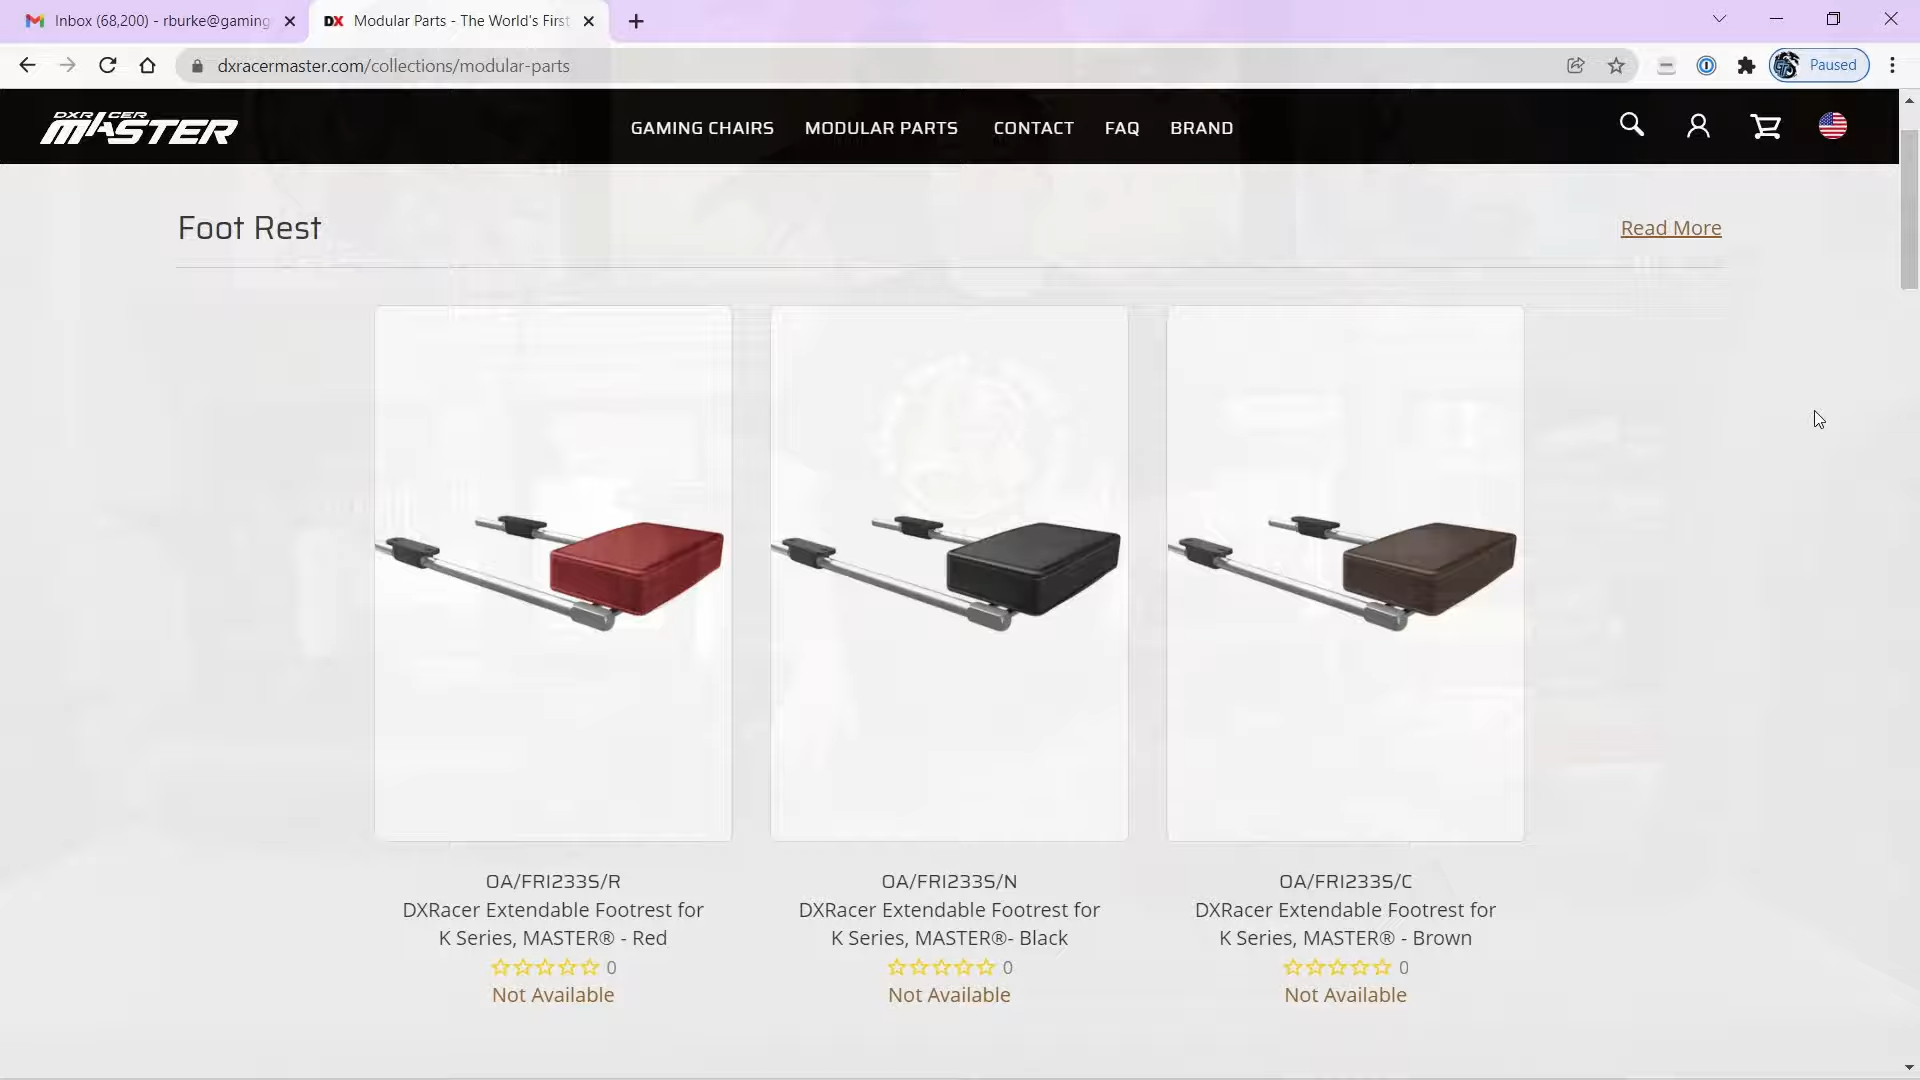 Inbox (68,200) - rburke@gaming
DX Modular Parts - The World's First
dxracermaster.com/collections/modular-parts
Paused
DXRACER
MASTER
GAMING CHAIRS MODULAR PARTS CONTACT FAQ BRAND
Foot Rest
Read More
OA/FRI233S/R
DXRacer Extendable Footrest for
K Series, MASTER® - Red
0
Not Available
OA/FRI233S/N
DXRacer Extendable Footrest for
K Series, MASTER®- Black
0
Not Available
OA/FRI233S/C
DXRacer Extendable Footrest for
K Series, MASTER® - Brown
0
Not Available